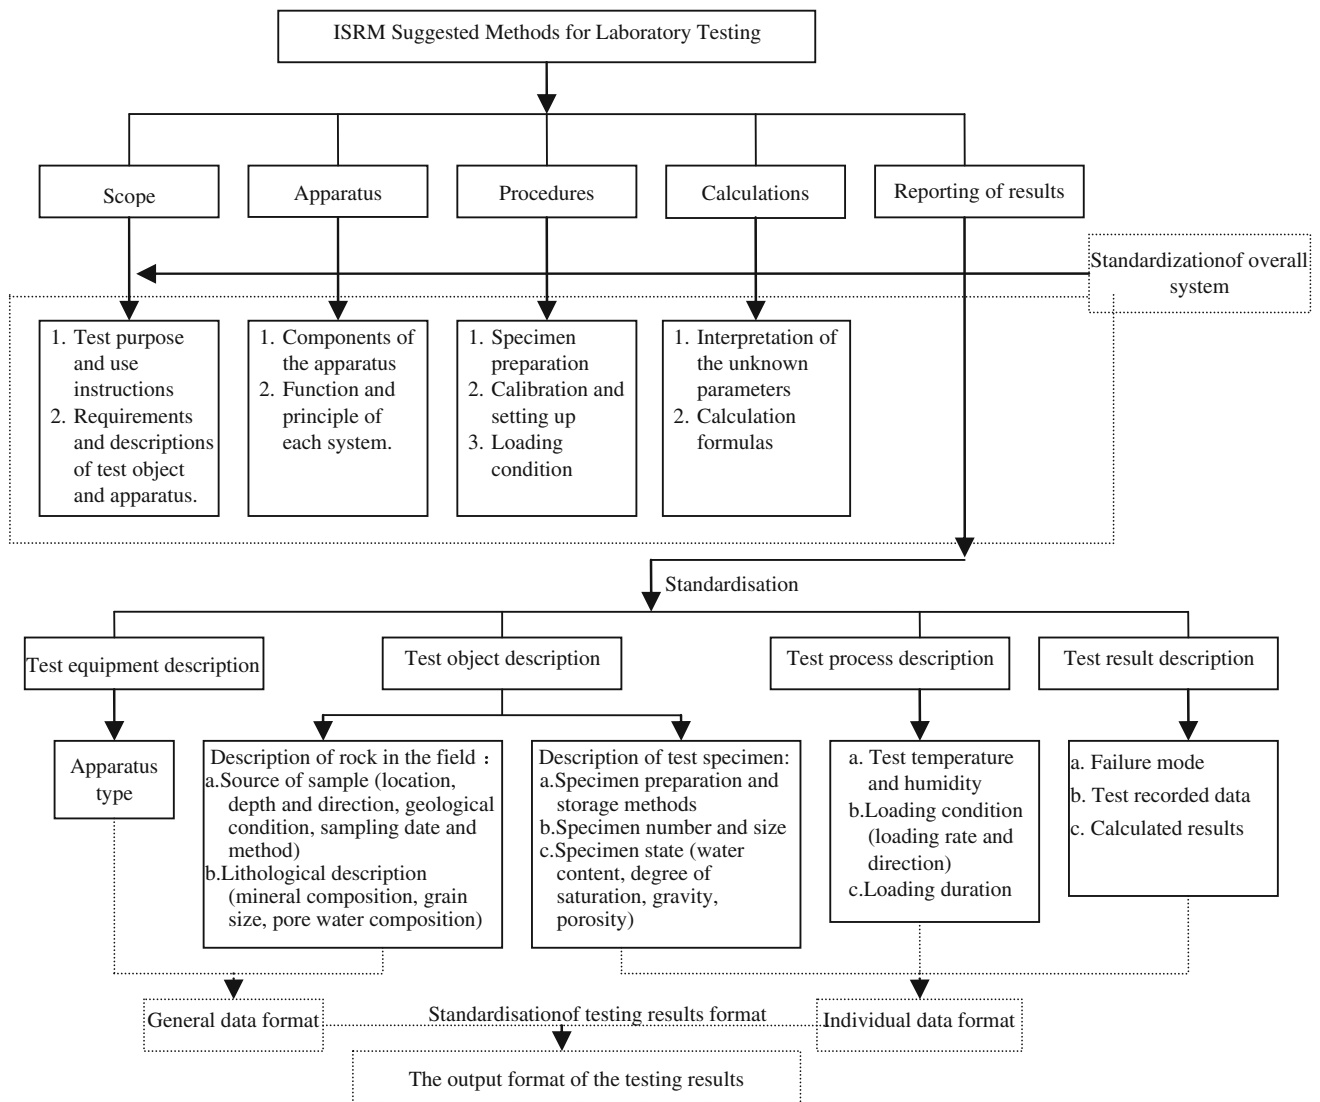 ISRM Suggested Methods for Laboratory Testing
Scope
Apparatus
Procedures
Calculations
Reporting of results
Standardizationof overall
system
1. Test purpose
and use
instructions
2. Requirements
and descriptions
of test object
and apparatus.
1. Components of
the apparatus
2. Function and
principle of
each system.
1. Specimen
preparation
2. Calibration and
setting up
3. Loading
condition
1. Interpretation of
the unknown
parameters
2. Calculation
formulas
Standardisation
Test equipment description
Test object description
Test process description
Test result description
Apparatus
type
Description of rock in the field：
a.Source of sample (location,
depth and direction, geological
condition, sampling date and
method)
b.Lithological description
(mineral composition, grain
size, pore water composition)
Description of test specimen:
a.Specimen preparation and
storage methods
b.Specimen number and size
c.Specimen state (water
content, degree of
saturation, gravity,
porosity)
a. Test temperature
and humidity
b.Loading condition
(loading rate and
direction)
c.Loading duration
a. Failure mode
b. Test recorded data
c. Calculated results
General data format
Standardisationof testing results format
Individual data format
The output format of the testing results